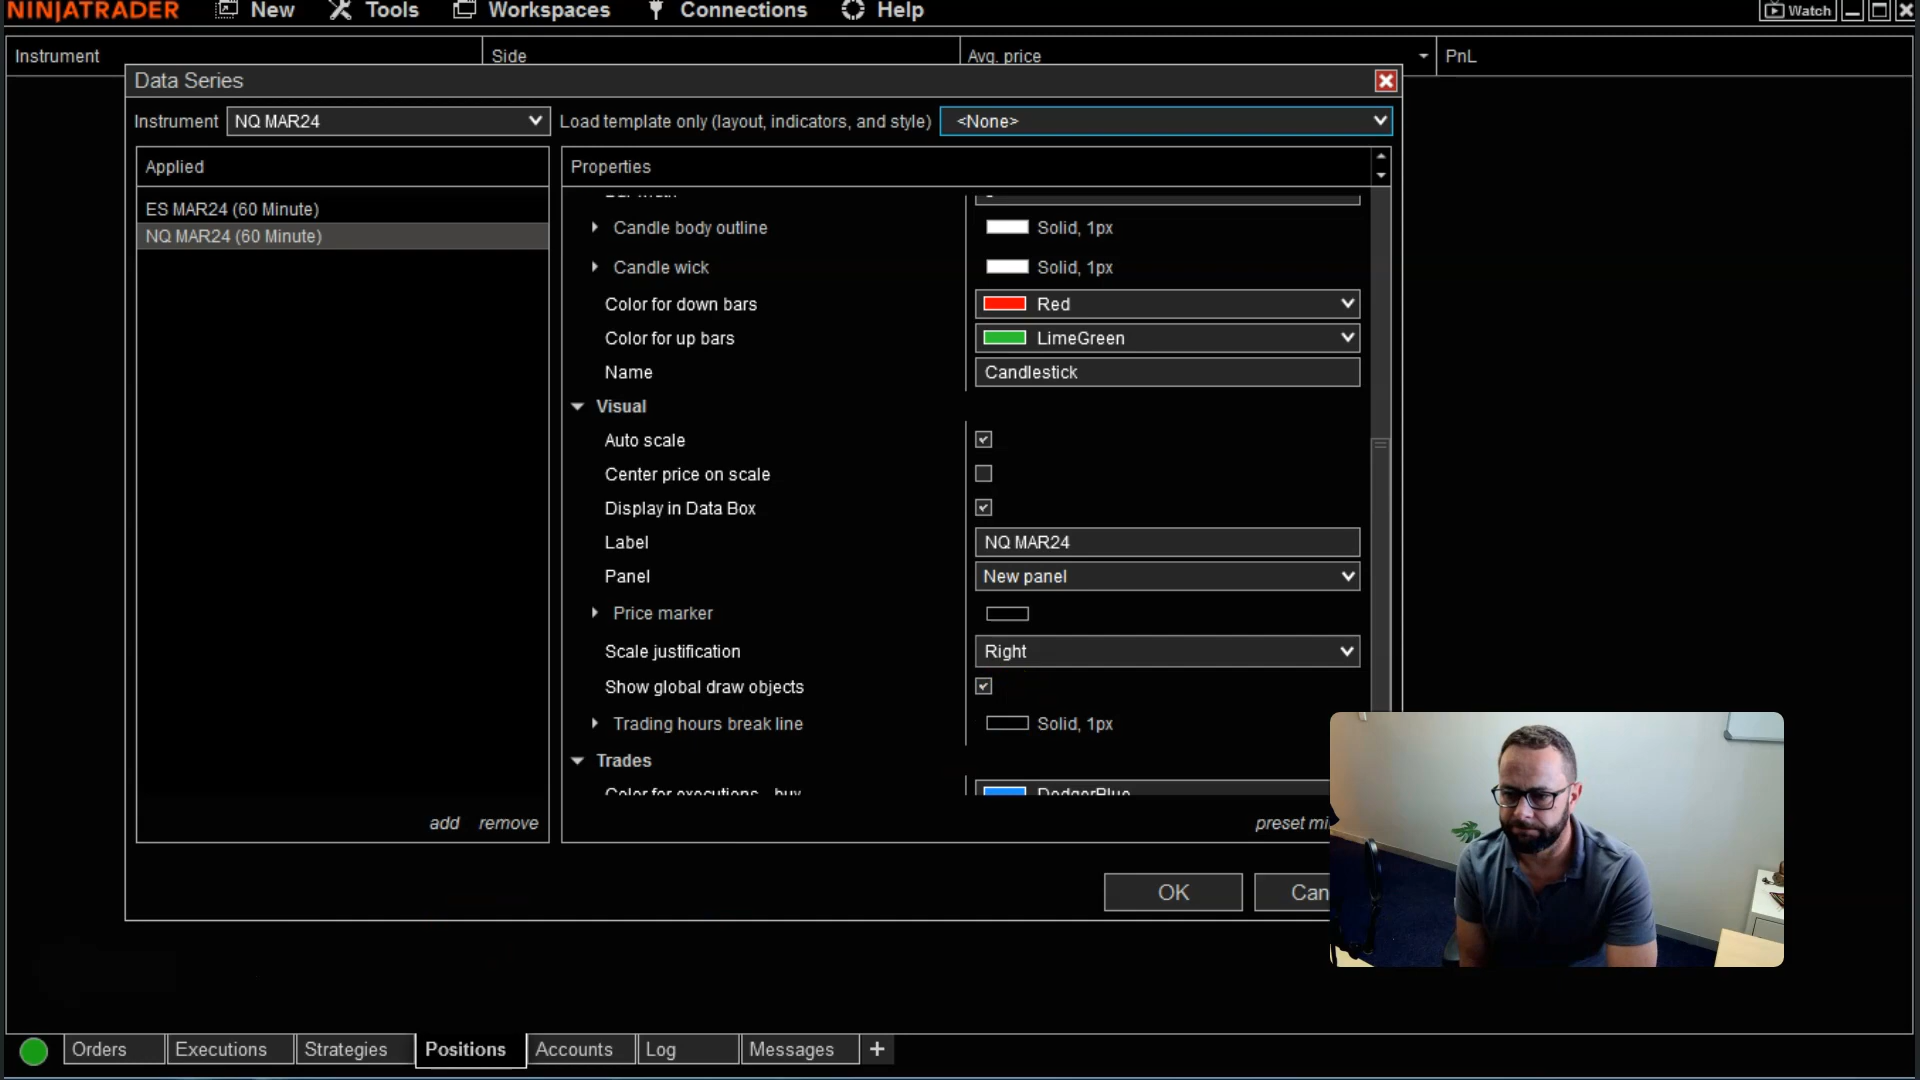 NINJATRADER New Tools Workspaces Connections Help Watch
Instrument Side Avg. price PnL
Data Series
Instrument NQ MAR24 Load template only (layout, indicators, and style) <None>
Applied
ES MAR24 (60 Minute)
NQ MAR24 (60 Minute)
add remove
Properties
Candle body outline Solid, 1px
Candle wick Solid, 1px
Color for down bars Red
Color for up bars LimeGreen
Name Candlestick
Visual
Auto scale
Center price on scale
Display in Data Box
Label NQ MAR24
Panel New panel
Price marker
Scale justification Right
Show global draw objects
Trading hours break line Solid, 1px
Trades
Color for executions - buy DodgerBlue
preset mi
OK Can
Orders Executions Strategies Positions Accounts Log Messages +